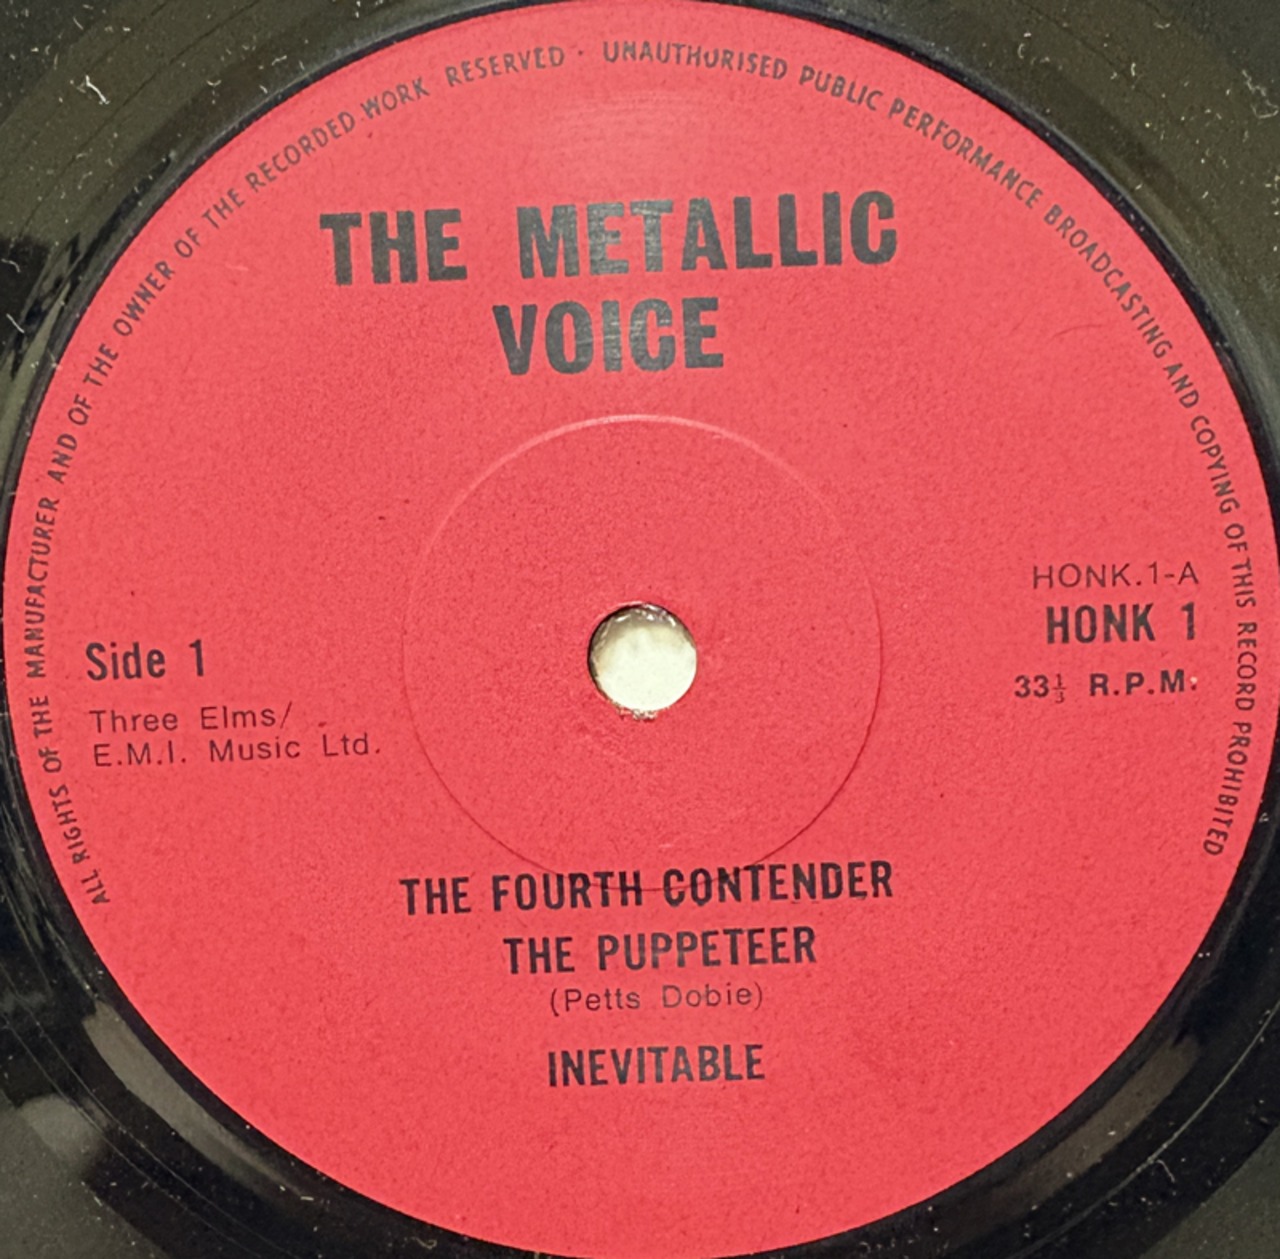 ALL RIGHTS OF THE MANUFACTURER AND OF THE OWNER OF THE RECORDED WORK RESERVED · UNAUTHORISED PUBLIC PERFORMANCE BROADCASTING AND COPYING OF THIS RECORD PROHIBITED
THE METALLIC
VOICE
HONK.1-A
HONK 1
33⅓ R.P.M.
Side 1
Three Elms/
E.M.I. Music Ltd.
THE FOURTH CONTENDER
THE PUPPETEER
(Petts Dobie)
INEVITABLE